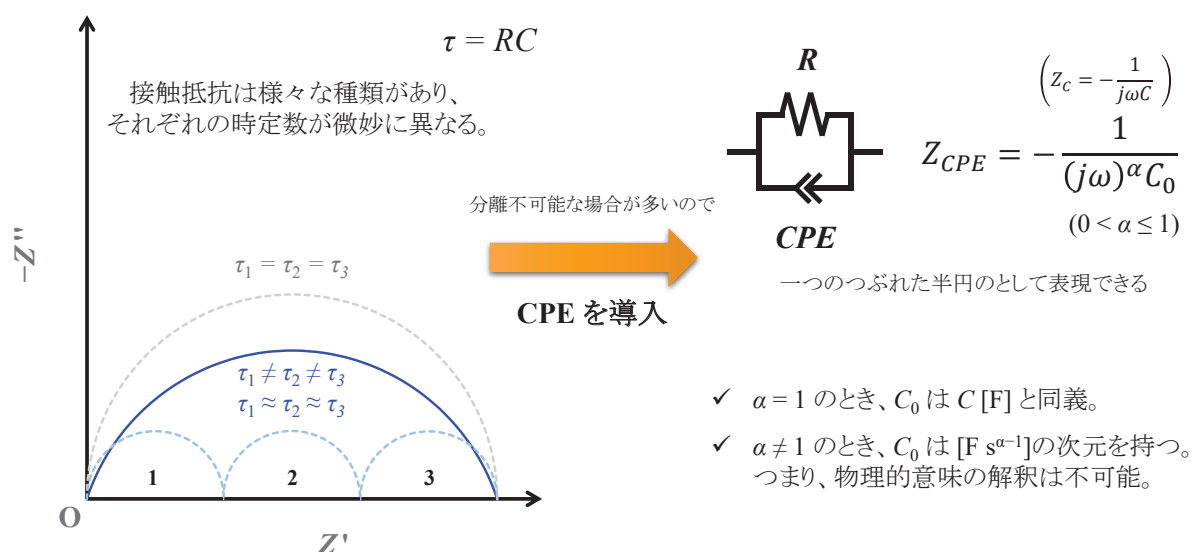 τ = RC
接触抵抗は様々な種類があり、
それぞれの時定数が微妙に異なる。
−Z''
τ₁ = τ₂ = τ₃
τ₁ ≠ τ₂ ≠ τ₃
τ₁ ≈ τ₂ ≈ τ₃
1 2 3
O
Z'
分離不可能な場合が多いので
CPE を導入
R
CPE
(Z_C = − 1/(jωC))
Z_CPE = − 1/((jω)^α C₀)
(0 < α ≤ 1)
一つのつぶれた半円のとして表現できる
✓ α = 1 のとき、C₀ は C [F] と同義。
✓ α ≠ 1 のとき、C₀ は [F s^α−1]の次元を持つ。
つまり、物理的意味の解釈は不可能。